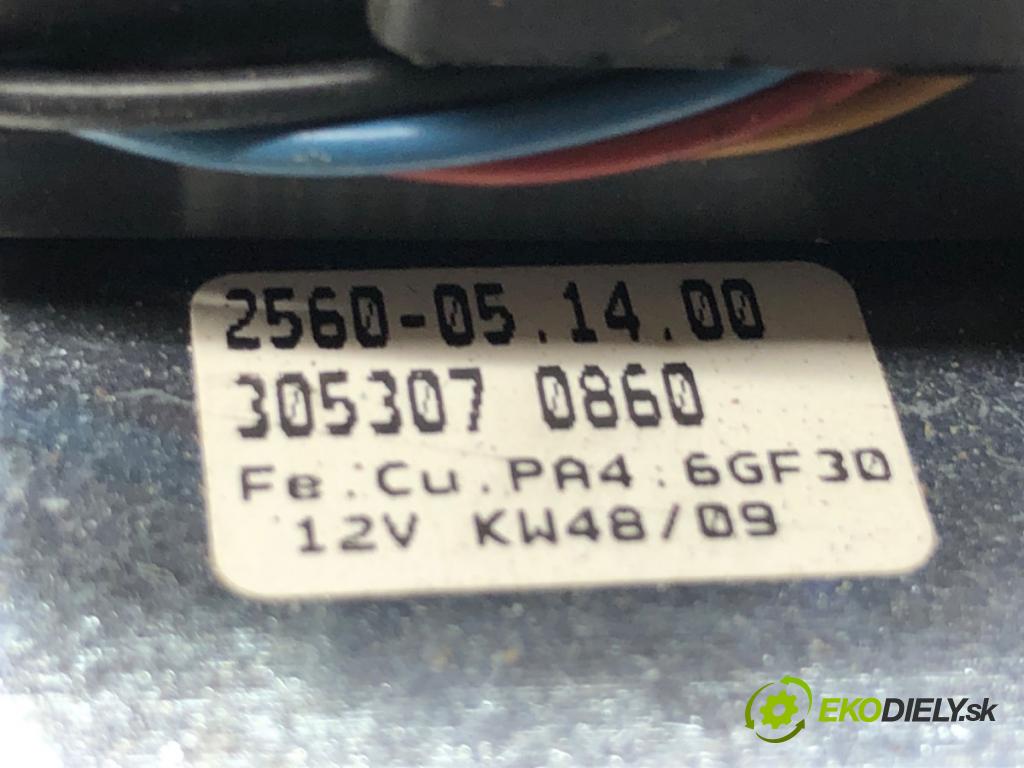 2560-05.14.00
305307 0860
Fe.Cu.PA4.6GF30
12V KW48/09
EKODIELY.sk